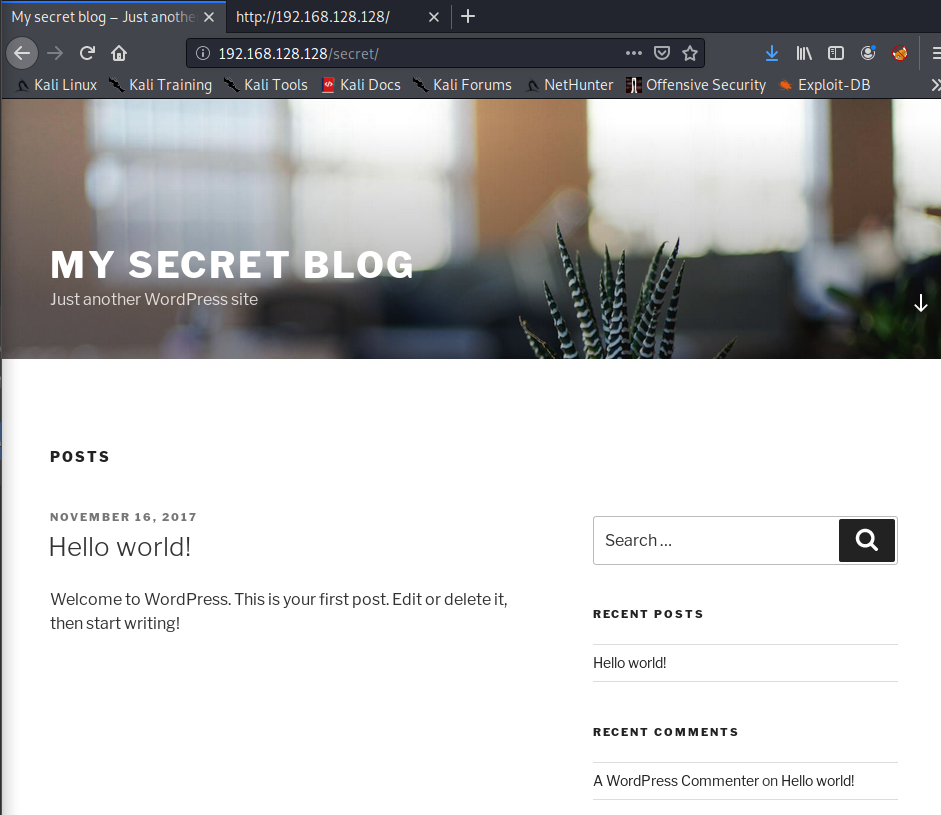 My secret blog – Just anothe
http://192.168.128.128/
192.168.128.128/secret/
Kali Linux Kali Training Kali Tools Kali Docs Kali Forums NetHunter Offensive Security Exploit-DB
MY SECRET BLOG
Just another WordPress site
POSTS
NOVEMBER 16, 2017
Hello world!
Welcome to WordPress. This is your first post. Edit or delete it,
then start writing!
Search …
RECENT POSTS
Hello world!
RECENT COMMENTS
A WordPress Commenter on Hello world!